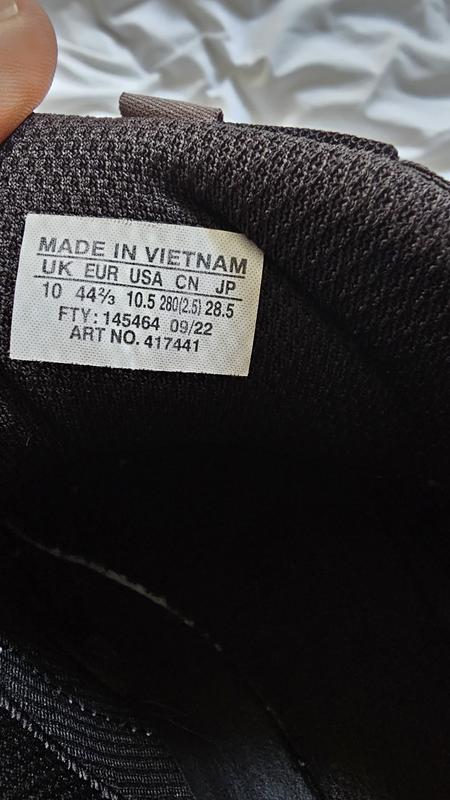 MADE IN VIETNAM
UK EUR USA CN JP
10 44⅔ 10.5 280(2.5) 28.5
FTY: 145464 09/22
ART NO. 417441